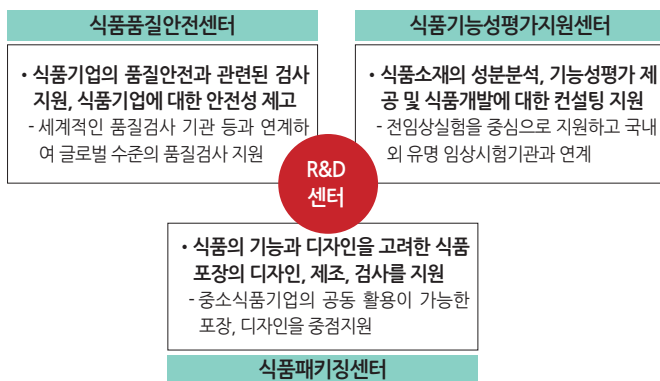 식품품질안전센터
• 식품기업의 품질안전과 관련된 검사
지원, 식품기업에 대한 안전성 제고
- 세계적인 품질검사 기관 등과 연계하
여 글로벌 수준의 품질검사 지원
식품기능성평가지원센터
• 식품소재의 성분분석, 기능성평가 제
공 및 식품개발에 대한 컨설팅 지원
- 전임상실험을 중심으로 지원하고 국내
외 유명 임상시험기관과 연계
R&D
센터
• 식품의 기능과 디자인을 고려한 식품
포장의 디자인, 제조, 검사를 지원
- 중소식품기업의 공동 활용이 가능한
포장, 디자인을 중점지원
식품패키징센터